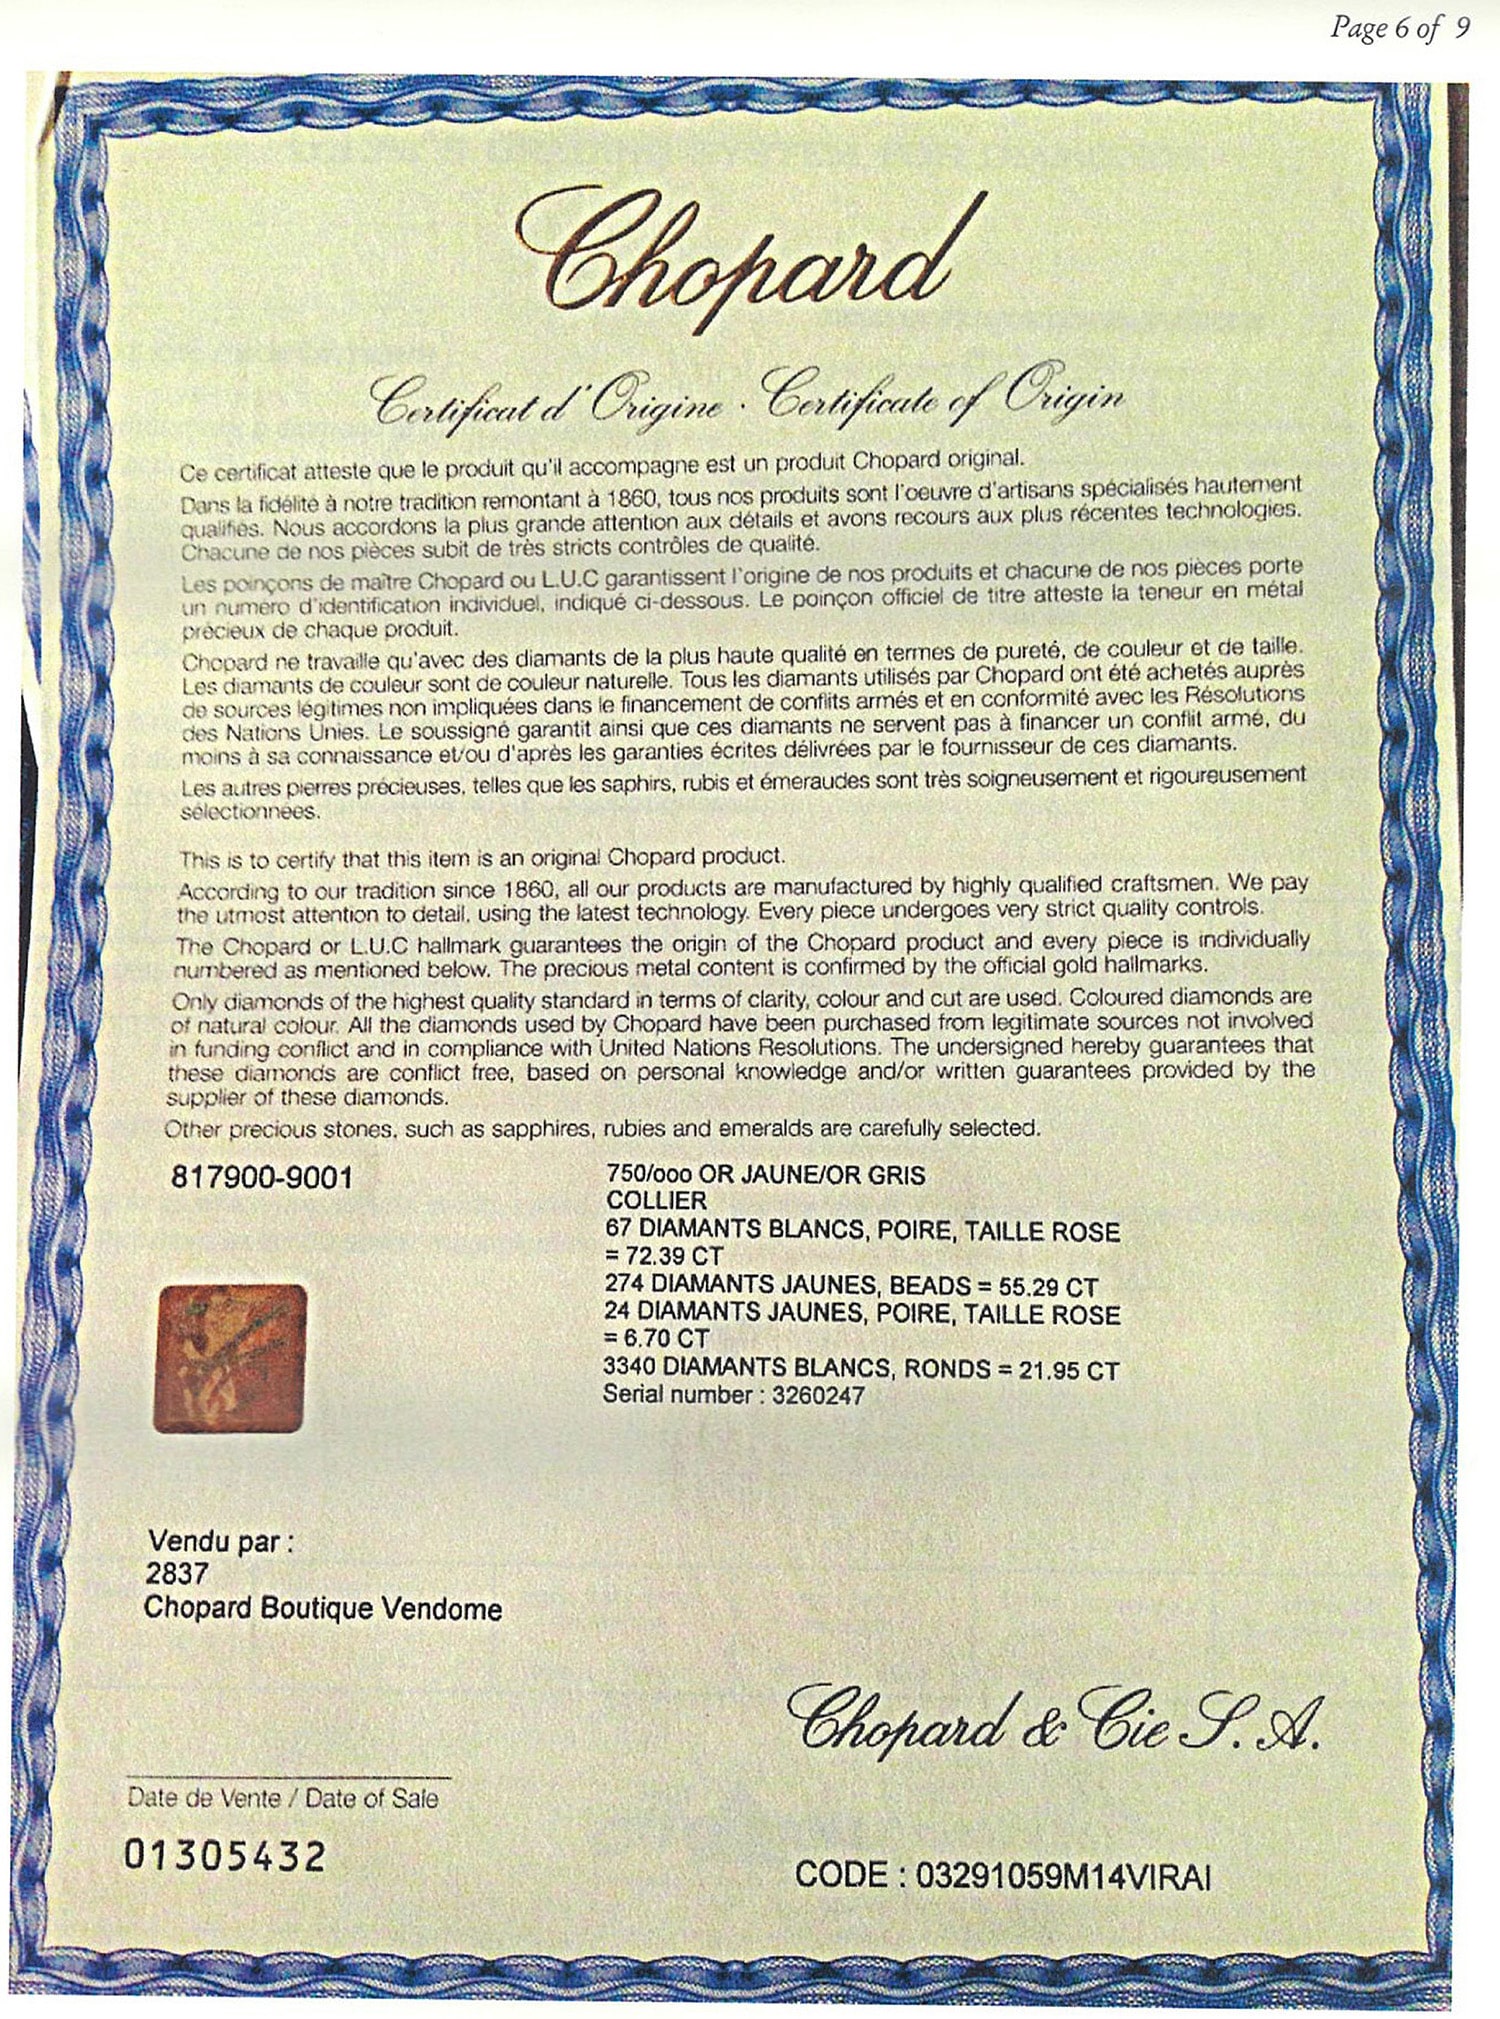 Page 6 of 9
Chopard
Certificat d'Origine · Certificate of Origin
Ce certificat atteste que le produit qu'il accompagne est un produit Chopard original.
Dans la fidélité à notre tradition remontant à 1860, tous nos produits sont l'oeuvre d'artisans spécialisés hautement
qualifiés. Nous accordons la plus grande attention aux détails et avons recours aux plus récentes technologies.
Chacune de nos pièces subit de très stricts contrôles de qualité.
Les poinçons de maître Chopard ou L.U.C garantissent l'origine de nos produits et chacune de nos pièces porte
un numéro d'identification individuel, indiqué ci-dessous. Le poinçon officiel de titre atteste la teneur en métal
précieux de chaque produit.
Chopard ne travaille qu'avec des diamants de la plus haute qualité en termes de pureté, de couleur et de taille.
Les diamants de couleur sont de couleur naturelle. Tous les diamants utilisés par Chopard ont été achetés auprès
de sources légitimes non impliquées dans le financement de conflits armés et en conformité avec les Résolutions
des Nations Unies. Le soussigné garantit ainsi que ces diamants ne servent pas à financer un conflit armé, du
moins à sa connaissance et/ou d'après les garanties écrites délivrées par le fournisseur de ces diamants.
Les autres pierres précieuses, telles que les saphirs, rubis et émeraudes sont très soigneusement et rigoureusement
sélectionnées.
This is to certify that this item is an original Chopard product.
According to our tradition since 1860, all our products are manufactured by highly qualified craftsmen. We pay
the utmost attention to detail, using the latest technology. Every piece undergoes very strict quality controls.
The Chopard or L.U.C hallmark guarantees the origin of the Chopard product and every piece is individually
numbered as mentioned below. The precious metal content is confirmed by the official gold hallmarks.
Only diamonds of the highest quality standard in terms of clarity, colour and cut are used. Coloured diamonds are
of natural colour. All the diamonds used by Chopard have been purchased from legitimate sources not involved
in funding conflict and in compliance with United Nations Resolutions. The undersigned hereby guarantees that
these diamonds are conflict free, based on personal knowledge and/or written guarantees provided by the
supplier of these diamonds.
Other precious stones, such as sapphires, rubies and emeralds are carefully selected.
817900-9001
750/ooo OR JAUNE/OR GRIS
COLLIER
67 DIAMANTS BLANCS, POIRE, TAILLE ROSE
= 72.39 CT
274 DIAMANTS JAUNES, BEADS = 55.29 CT
24 DIAMANTS JAUNES, POIRE, TAILLE ROSE
= 6.70 CT
3340 DIAMANTS BLANCS, RONDS = 21.95 CT
Serial number : 3260247
Vendu par :
2837
Chopard Boutique Vendome
Chopard & Cie S. A.
Date de Vente / Date of Sale
01305432
CODE : 03291059M14VIRAI